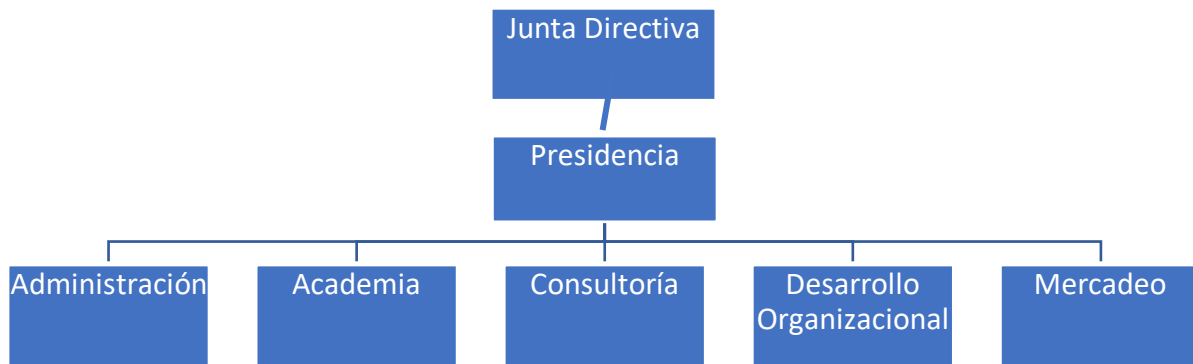 Junta Directiva
Presidencia
Administración
Academia
Consultoría
Desarrollo
Organizacional
Mercadeo